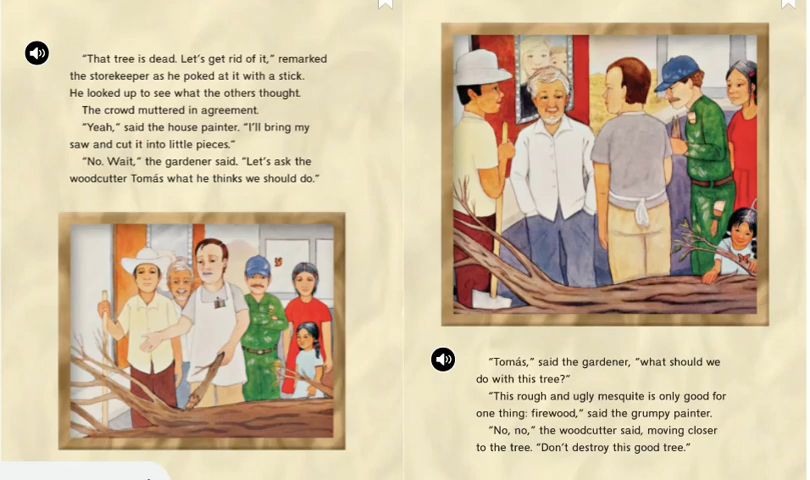 “That tree is dead. Let’s get rid of it,” remarked
the storekeeper as he poked at it with a stick.
He looked up to see what the others thought.
The crowd muttered in agreement.
“Yeah,” said the house painter. “I’ll bring my
saw and cut it into little pieces.”
“No. Wait,” the gardener said. “Let’s ask the
woodcutter Tomás what he thinks we should do.”
“Tomás,” said the gardener, “what should we
do with this tree?”
“This rough and ugly mesquite is only good for
one thing: firewood,” said the grumpy painter.
“No, no,” the woodcutter said, moving closer
to the tree. “Don’t destroy this good tree.”